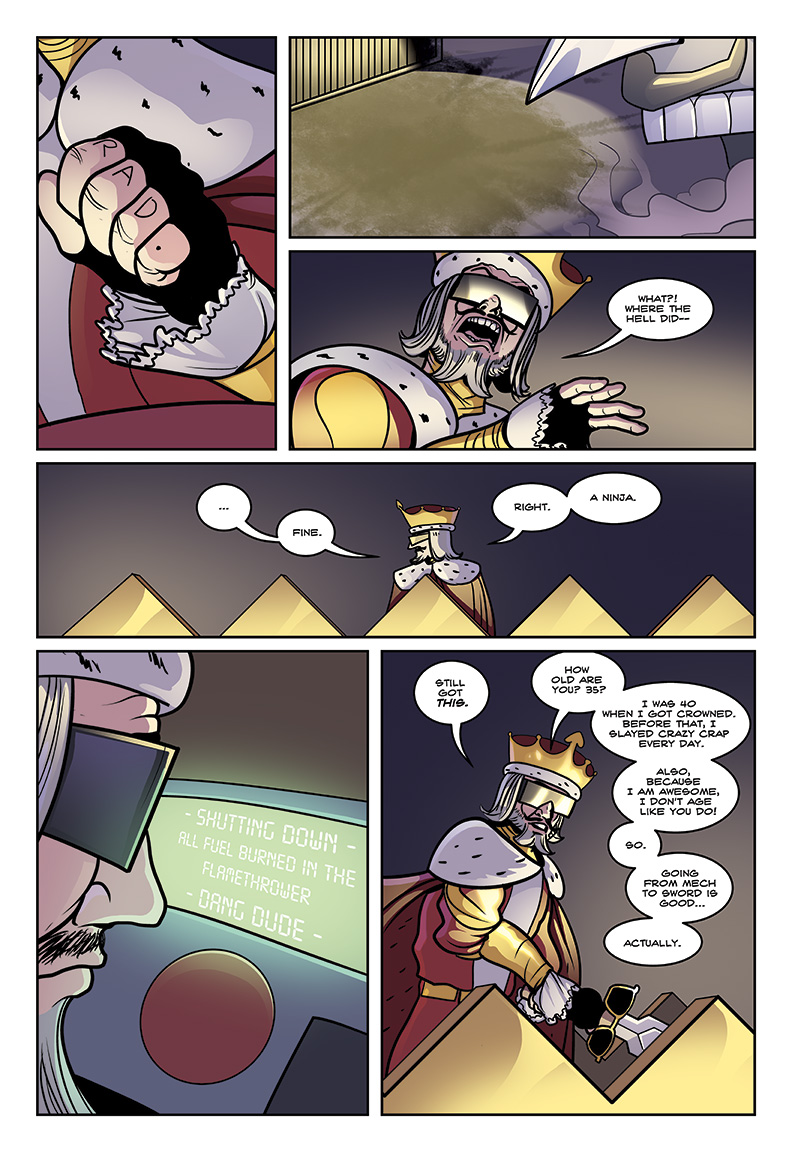 RAD.
WHAT?!
WHERE THE
HELL DID--
...
FINE.
RIGHT.
A NINJA.
- SHUTTING DOWN -
ALL FUEL BURNED IN THE
FLAMETHROWER
- DANG DUDE -
STILL
GOT
THIS.
HOW
OLD ARE
YOU? 35?
I WAS 40
WHEN I GOT CROWNED.
BEFORE THAT, I
SLAYED CRAZY CRAP
EVERY DAY.
ALSO,
BECAUSE
I AM AWESOME,
I DON'T AGE
LIKE YOU DO!
SO.
GOING
FROM MECH
TO SWORD IS
GOOD...
ACTUALLY.